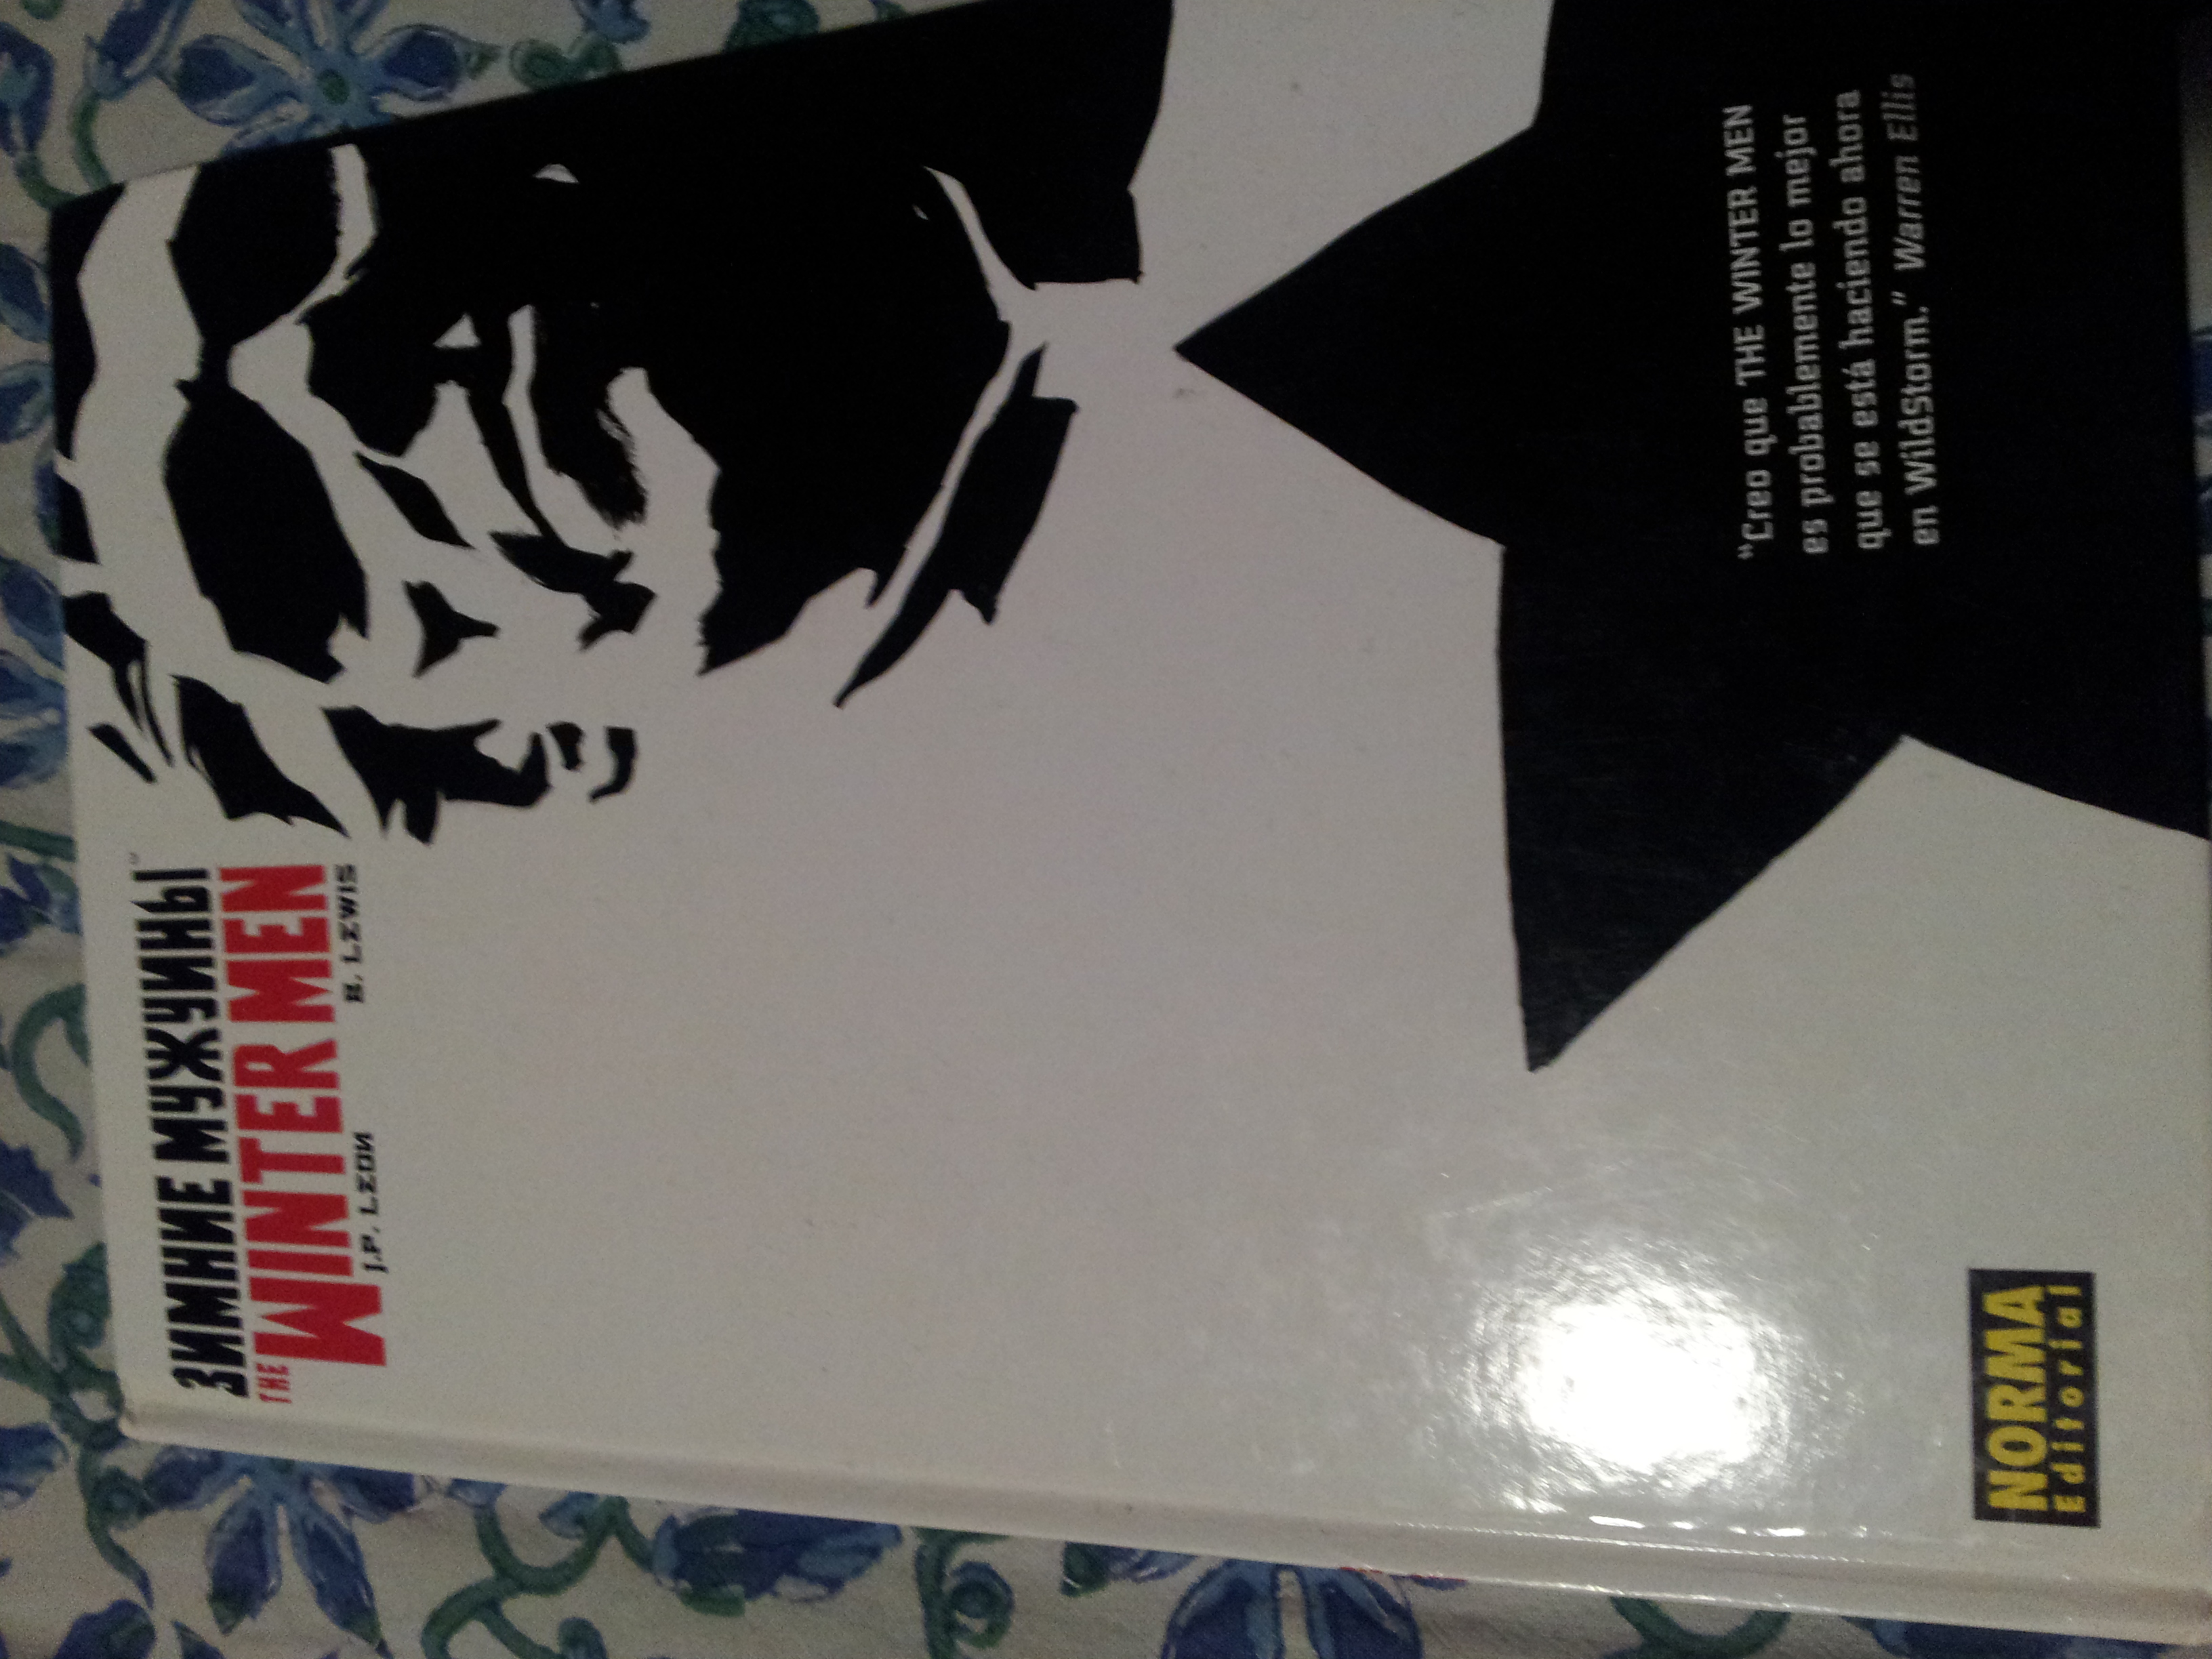 ЗИМНИЕ МУЖУИНЫ™
THE WINTER MEN
J.P. LEON B. LEWIS
"Creo que THE WINTER MEN
es probablemente lo mejor
que se está haciendo ahora
en WildStorm." Warren Ellis
NORMA
Editorial